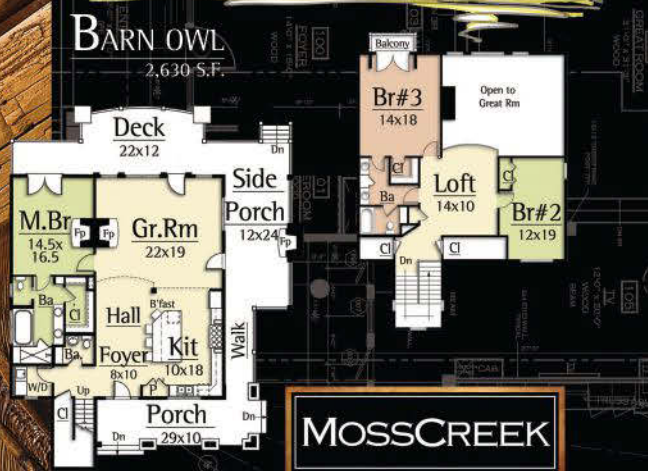 BARN OWL
2,630 S.F.
Deck
22x12
Dn
Side
Porch
12x24
Fp
M.Br
14.5x
16.5
Fp
Fp
Gr.Rm
22x19
Ba
Cl
Hall
B'fast
Ba
Foyer
8x10
Kit
10x18
Walk
W/D
Up
P
Cl
Porch
29x10
Dn
Dn
Balcony
Br#3
14x18
Open to
Great Rm
Cl
Ba
Loft
14x10
Cl
Br#2
12x19
Cl
Cl
Dn
MOSSCREEK